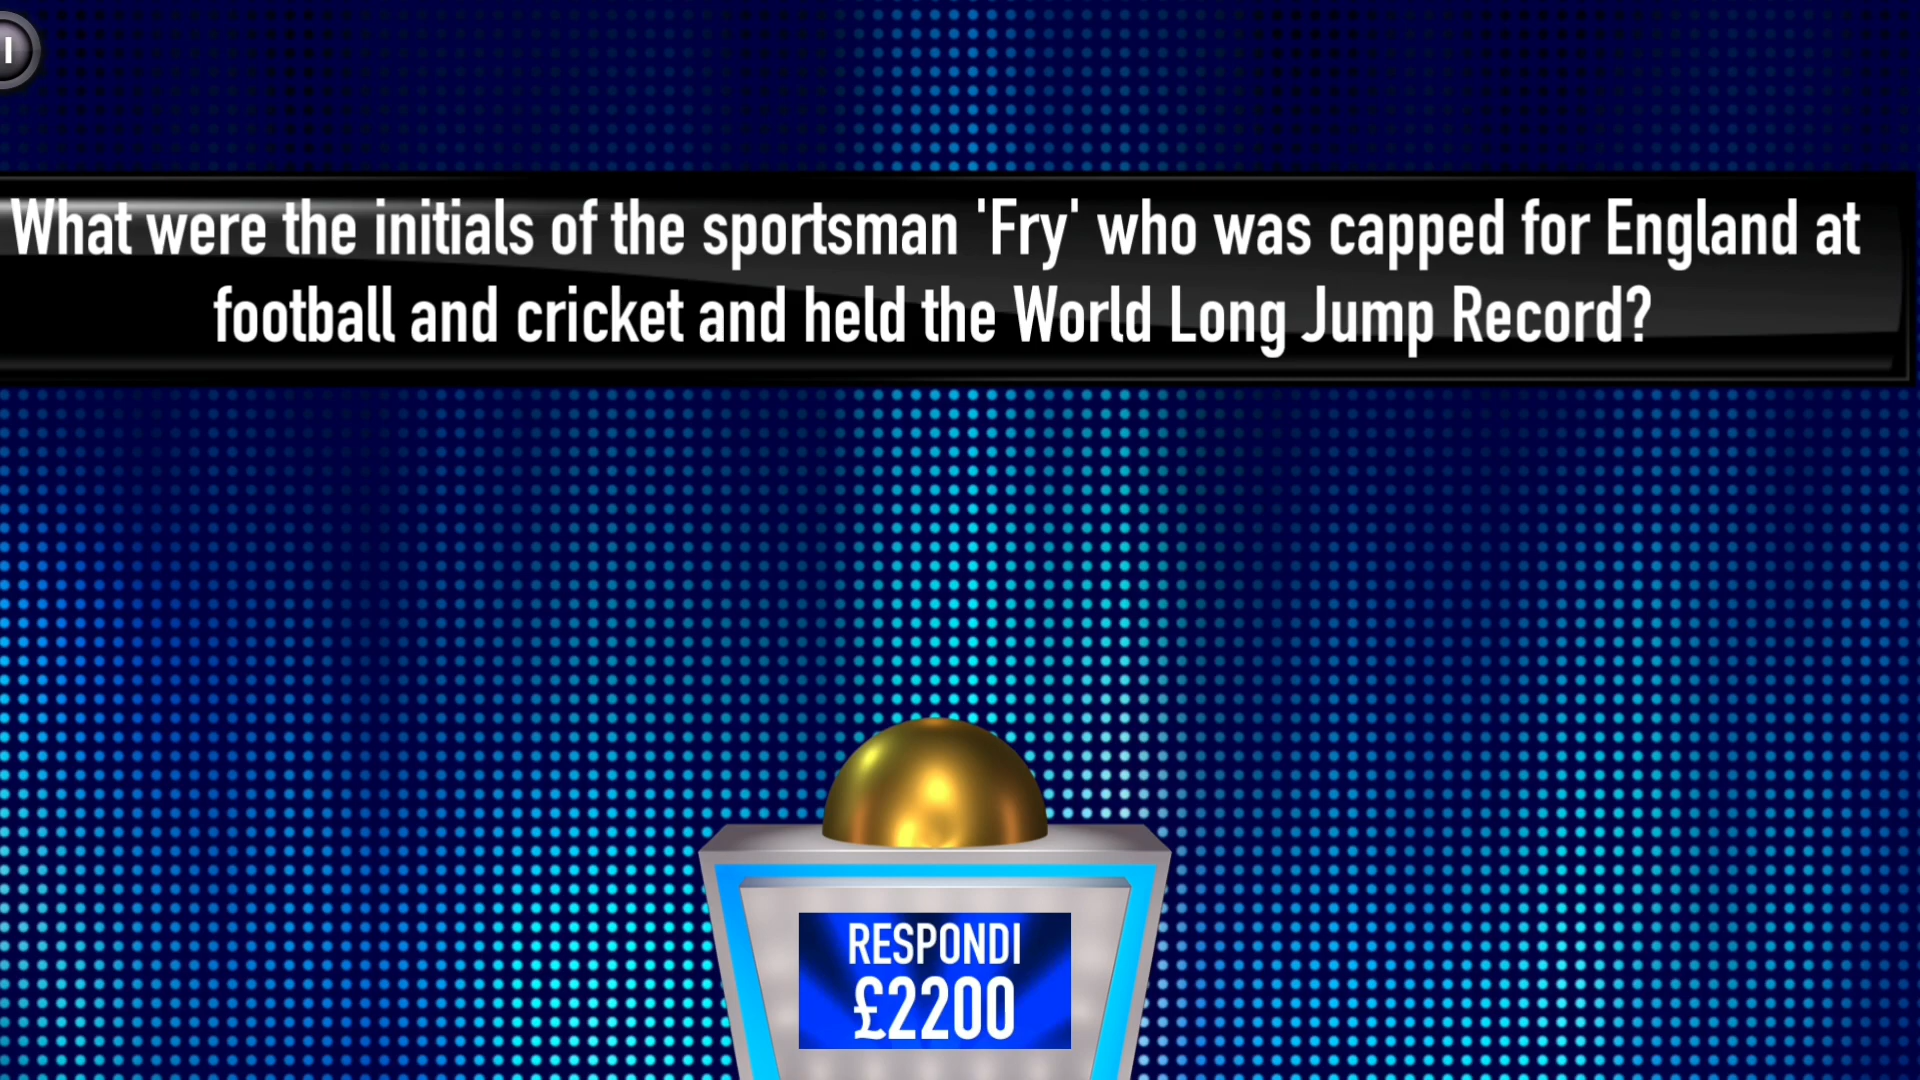 What were the initials of the sportsman 'Fry' who was capped for England at
football and cricket and held the World Long Jump Record?
RESPONDI
£2200